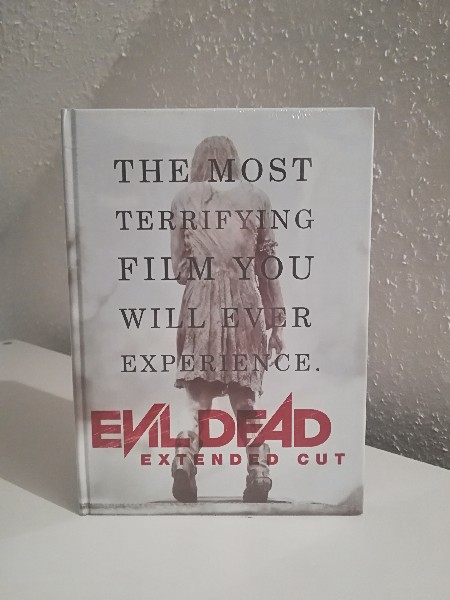 THE MOST
TERRIFYING
FILM YOU
WILL EVER
EXPERIENCE.
EVIL DEAD
EXTENDED CUT